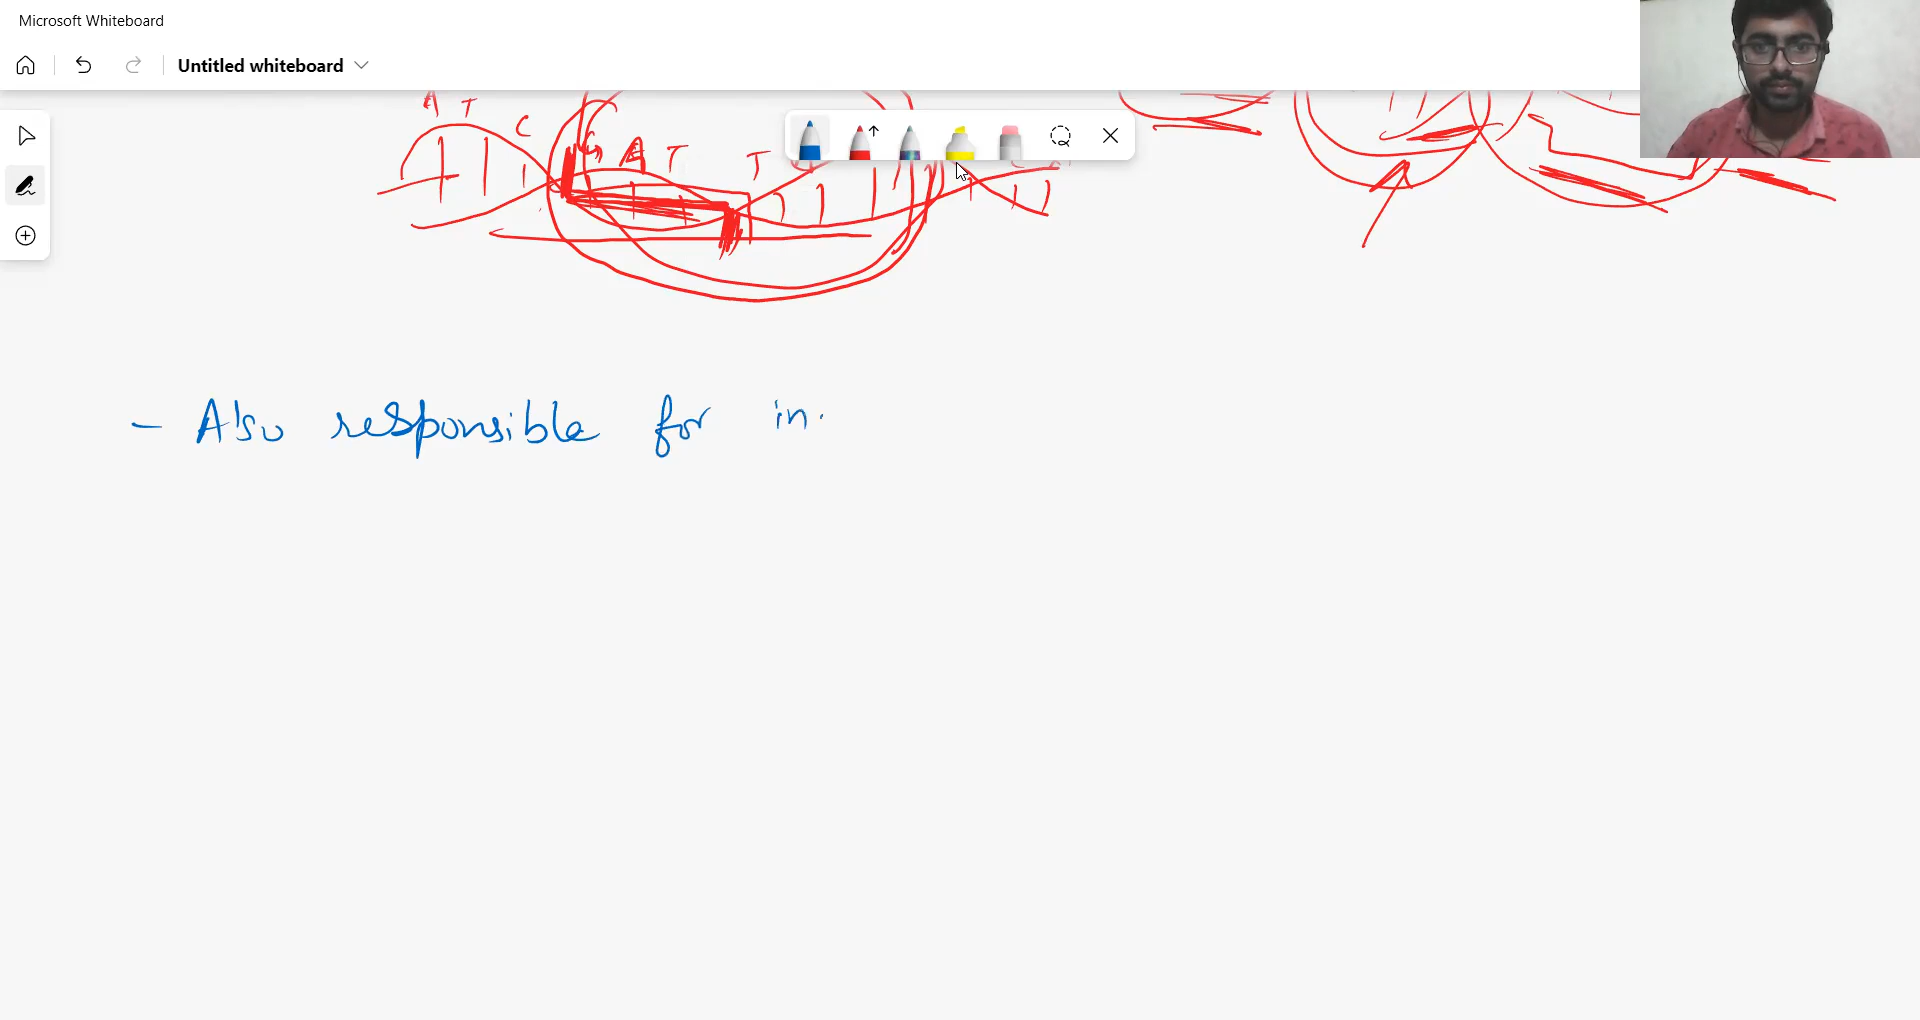 Microsoft Whiteboard
Untitled whiteboard
A T C G A T T
- Also responsible for in